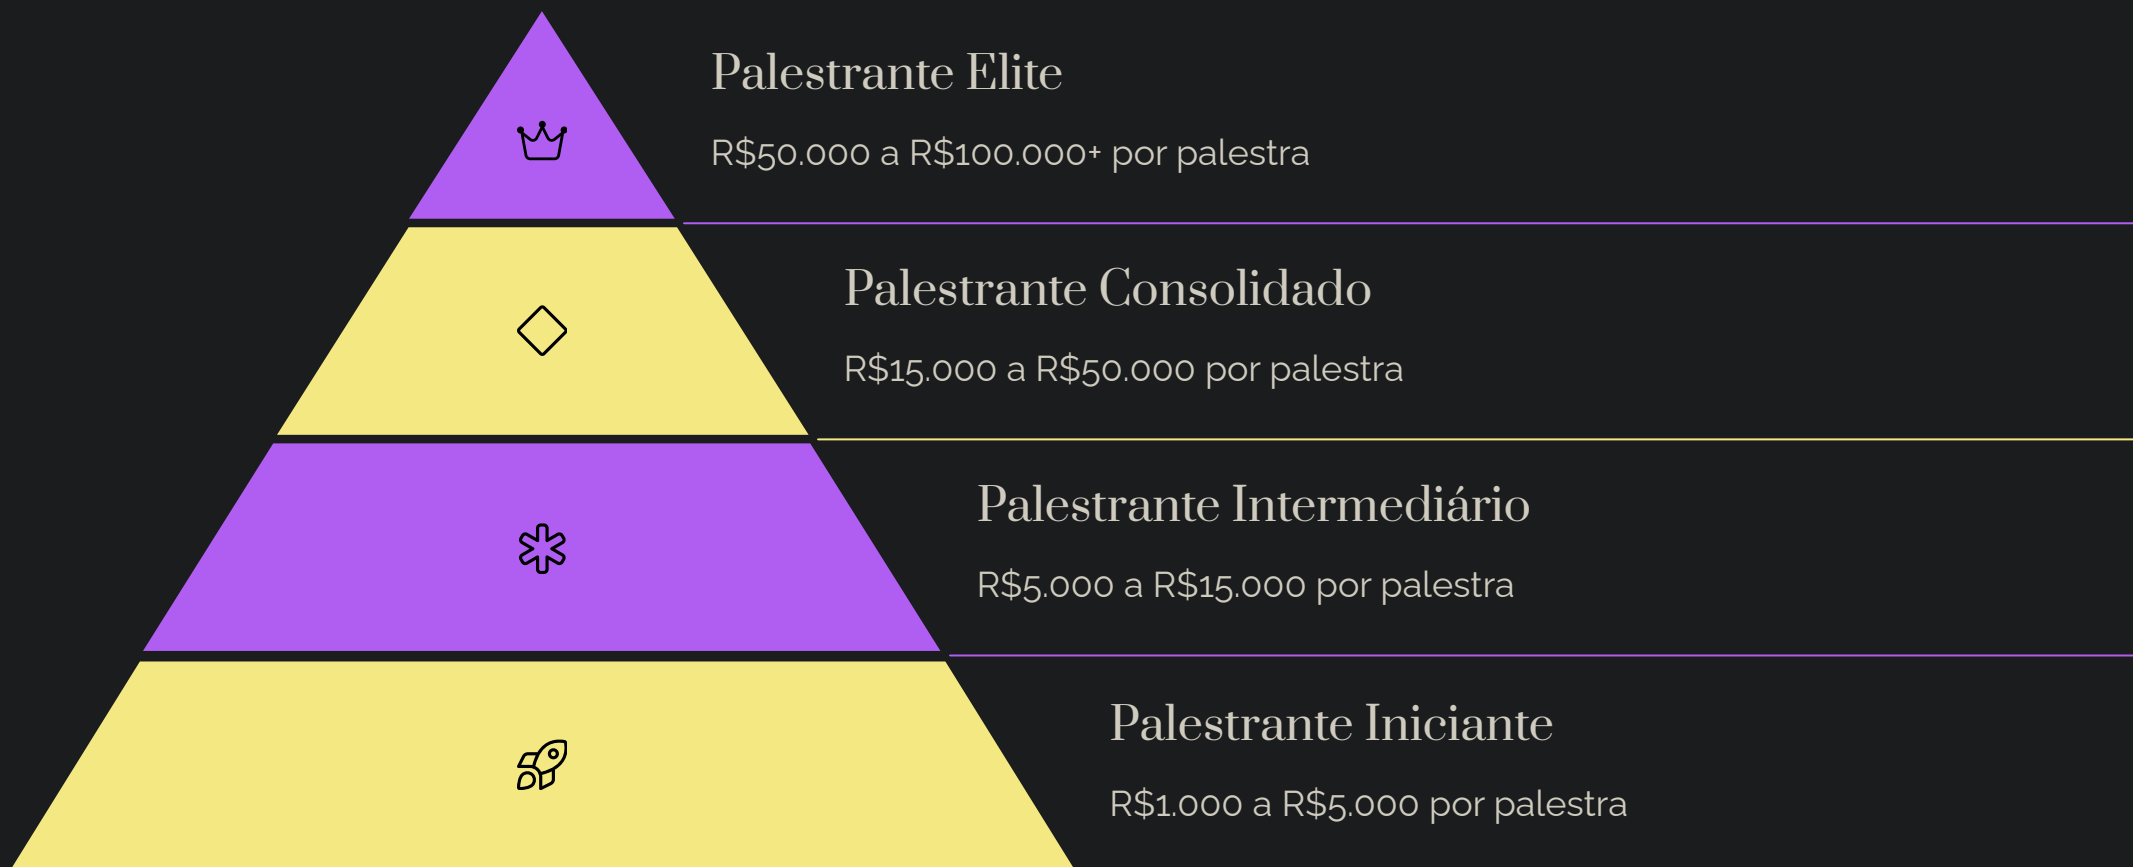 Palestrante Elite
R$50.000 a R$100.000+ por palestra
Palestrante Consolidado
R$15.000 a R$50.000 por palestra
Palestrante Intermediário
R$5.000 a R$15.000 por palestra
Palestrante Iniciante
R$1.000 a R$5.000 por palestra